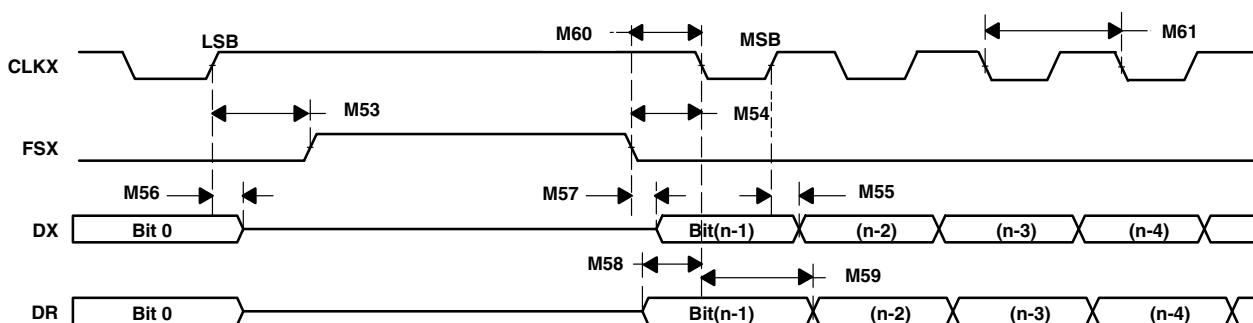 LSB M60 MSB M61
CLKX
M53 M54
FSX
M56 M57 M55
DX Bit 0 Bit(n-1) (n-2) (n-3) (n-4)
M58 M59
DR Bit 0 Bit(n-1) (n-2) (n-3) (n-4)